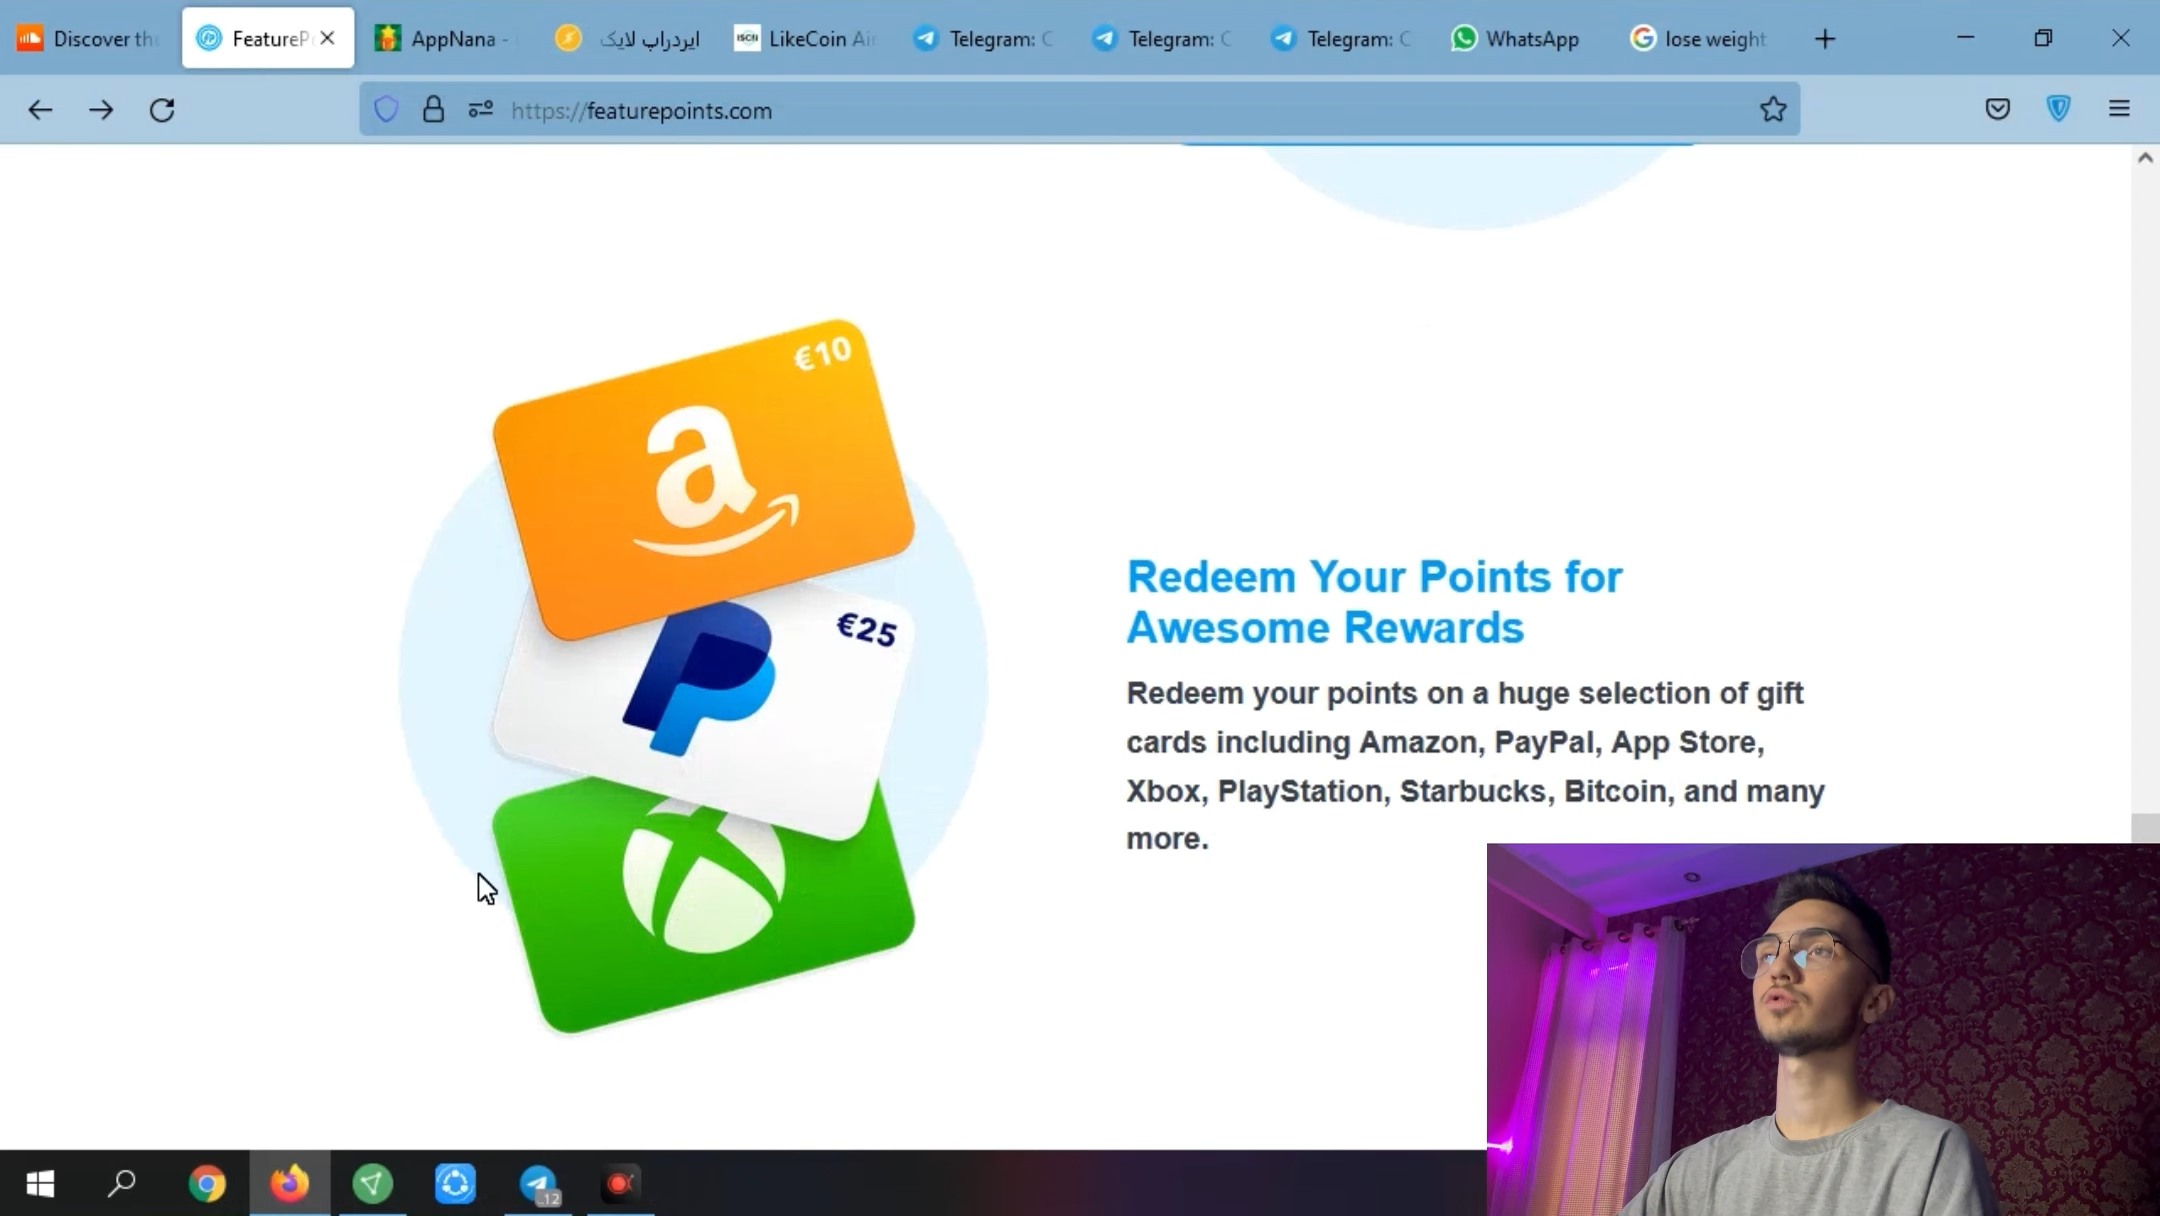 Discover th
FeatureP
AppNana -
ایردراپ لایک
LikeCoin Air
Telegram: C
Telegram: C
Telegram: C
WhatsApp
lose weight
https://featurepoints.com
€10
a
€25
Redeem Your Points for
Awesome Rewards
Redeem your points on a huge selection of gift
cards including Amazon, PayPal, App Store,
Xbox, PlayStation, Starbucks, Bitcoin, and many
more.
12